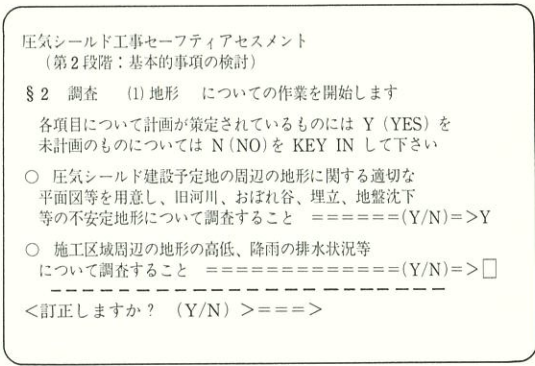 圧気シールド工事セーフティアセスメント
(第2段階:基本的事項の検討)
§2 調査 (1) 地形 についての作業を開始します
各項目について計画が策定されているものには Y (YES) を
未計画のものについては N (NO) を KEY IN して下さい
○ 圧気シールド建設予定地の周辺の地形に関する適切な
平面図等を用意し、旧河川、おぼれ谷、埋立、地盤沈下
等の不安定地形について調査すること ======(Y/N)=>Y
○ 施工区域周辺の地形の高低、降雨の排水状況等
について調査すること =============(Y/N)=>□
<訂正しますか? (Y/N) >===>